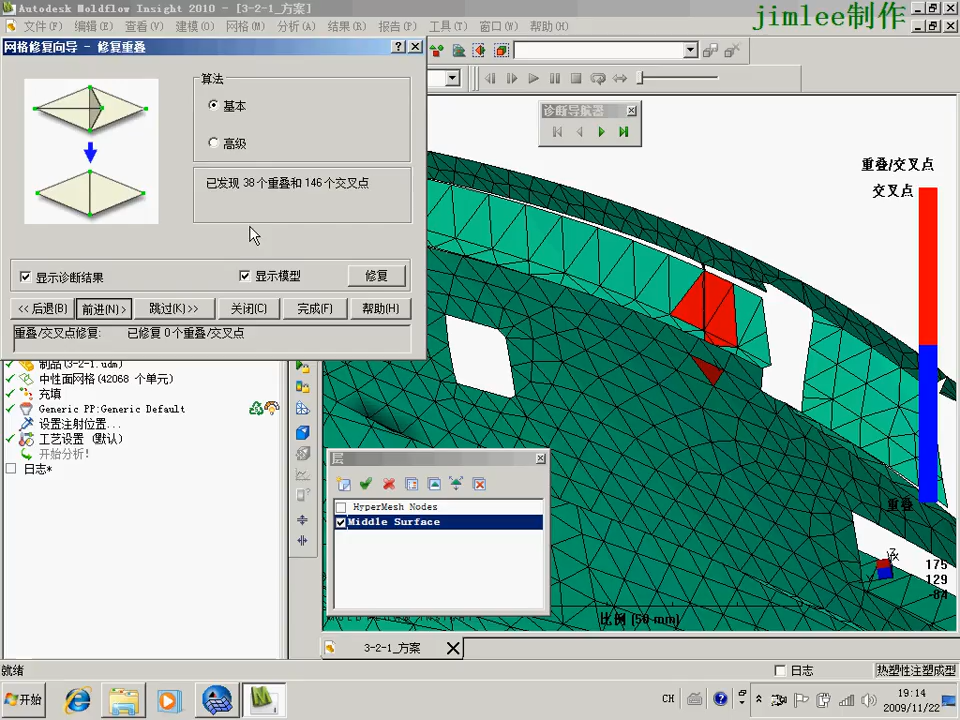 Autodesk Moldflow Insight 2010 - [3-2-1_方案]
jimlee制作
文件(F) 编辑(E) 查看(V) 建模(O) 网格(M) 分析(A) 结果(R) 报告(P) 工具(T) 窗口(W) 帮助(H)
网格修复向导 - 修复重叠
算法
基本
高级
已发现 38 个重叠和 146 个交叉点
显示诊断结果
显示模型
修复
<< 后退(B)
前进(N)>
跳过(K)>>
关闭(C)
完成(F)
帮助(H)
重叠/交叉点修复: 已修复 0个重叠/交叉点
诊断导航器
重叠/交叉点
交叉点
重叠
制品(3-2-1.udm)
中性面网格(42068 个单元)
充填
Generic PP:Generic Default
设置注射位置...
工艺设置 (默认)
开始分析!
日志*
层
HyperMesh Nodes
Middle Surface
175
129
-84
比例 (50 mm)
3-2-1_方案
就绪
日志
热塑性注塑成型
开始
CH
19:14
2009/11/22